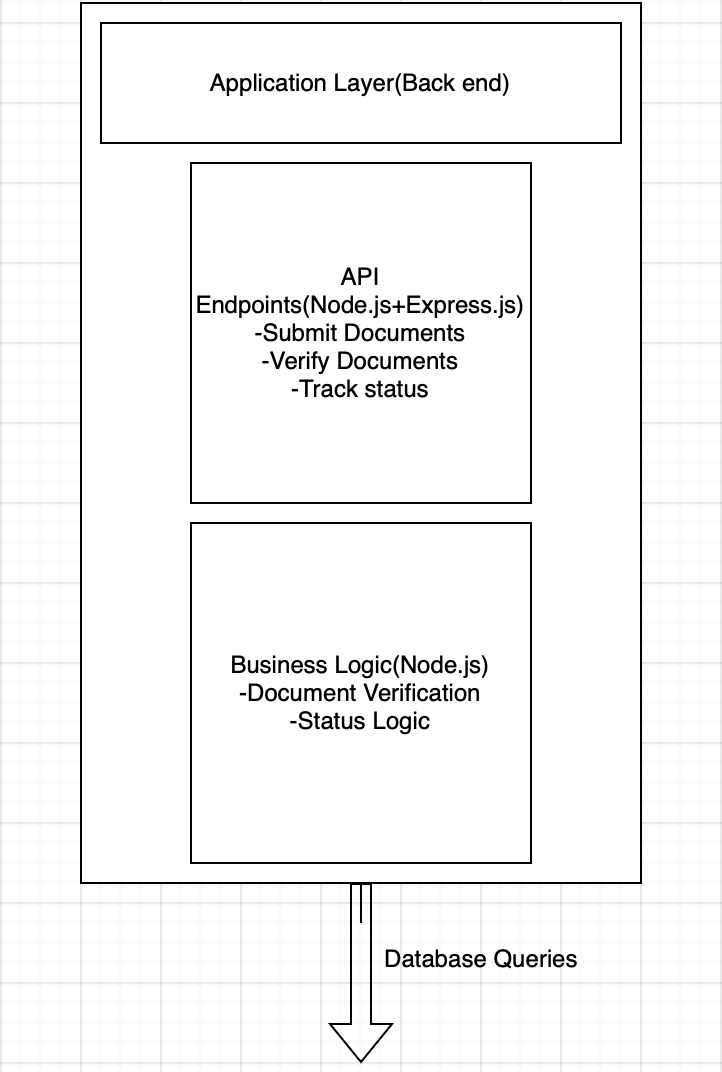 Application Layer(Back end)
API
Endpoints(Node.js+Express.js)
-Submit Documents
-Verify Documents
-Track status
Business Logic(Node.js)
-Document Verification
-Status Logic
Database Queries